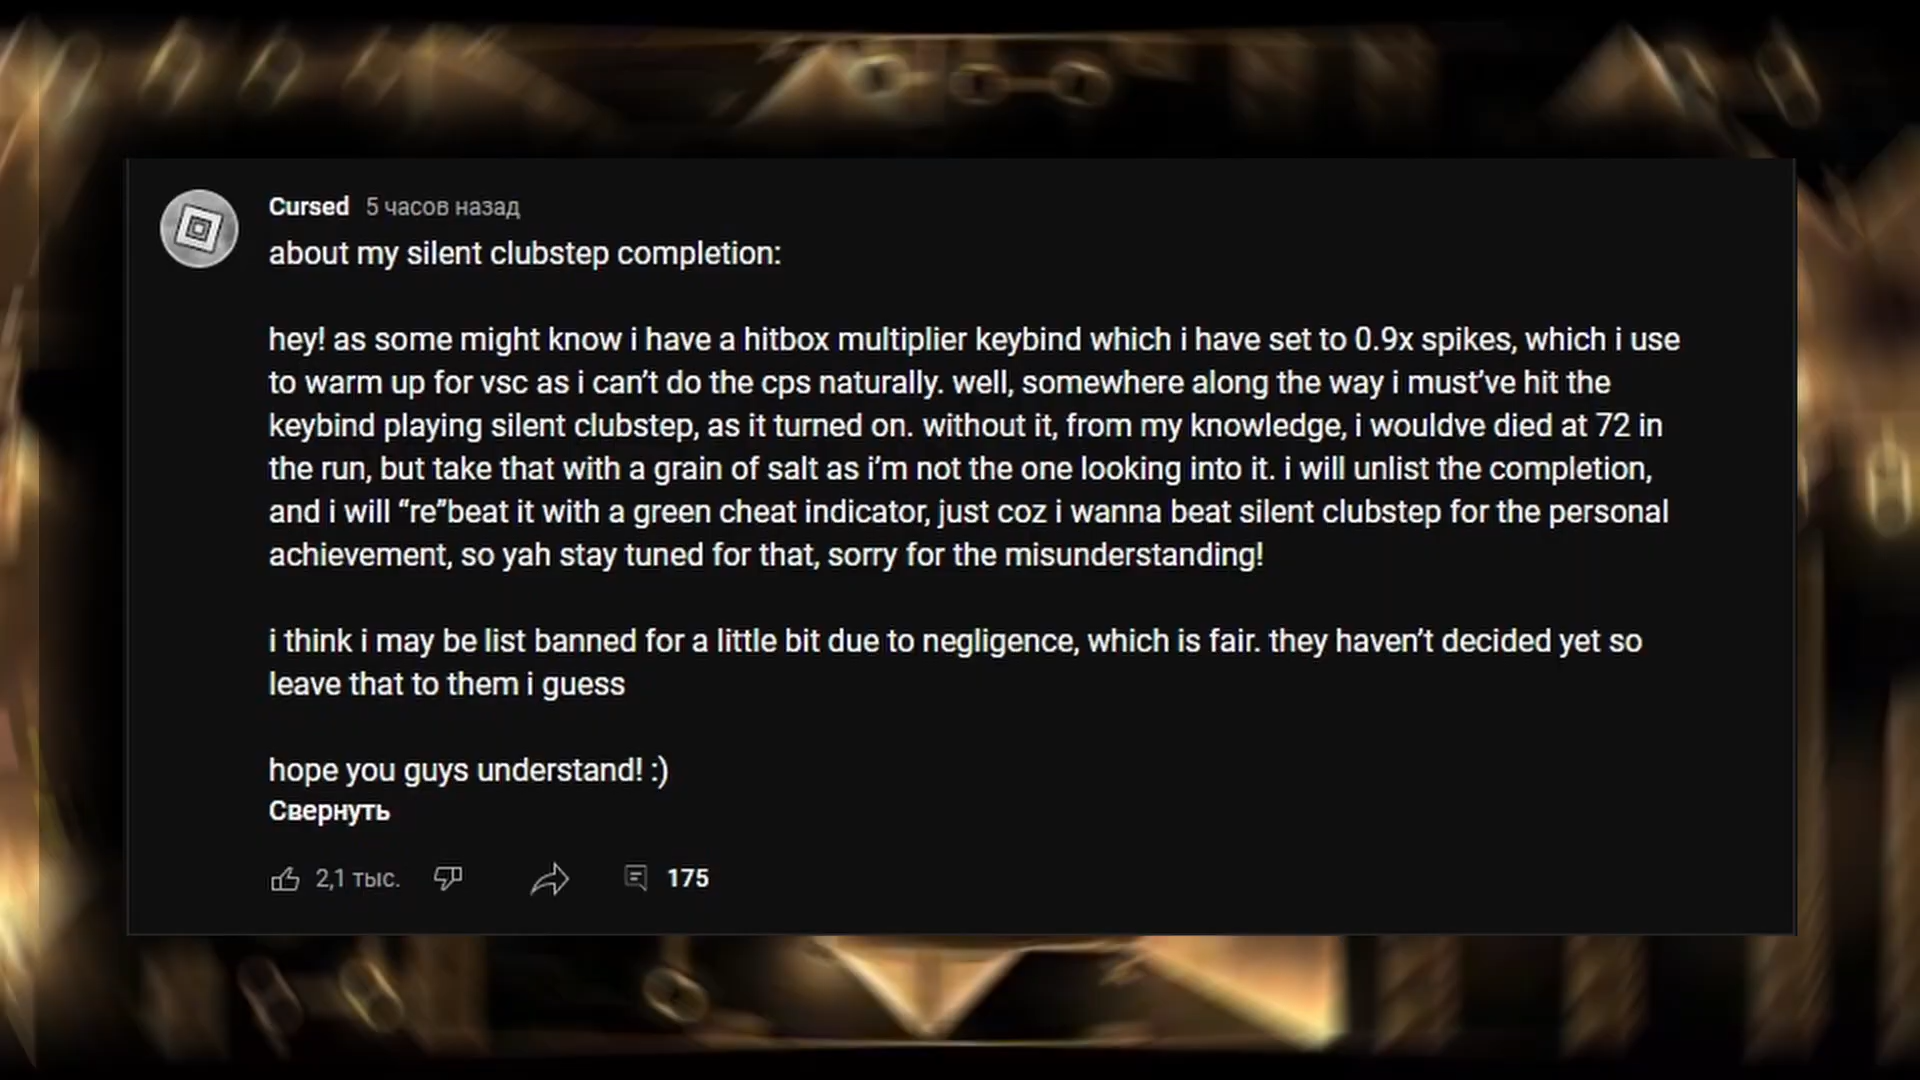 Cursed 5 часов назад
about my silent clubstep completion:
hey! as some might know i have a hitbox multiplier keybind which i have set to 0.9x spikes, which i use
to warm up for vsc as i can’t do the cps naturally. well, somewhere along the way i must’ve hit the
keybind playing silent clubstep, as it turned on. without it, from my knowledge, i wouldve died at 72 in
the run, but take that with a grain of salt as i’m not the one looking into it. i will unlist the completion,
and i will “re”beat it with a green cheat indicator, just coz i wanna beat silent clubstep for the personal
achievement, so yah stay tuned for that, sorry for the misunderstanding!
i think i may be list banned for a little bit due to negligence, which is fair. they haven’t decided yet so
leave that to them i guess
hope you guys understand! :)
Свернуть
2,1 тыс. 175